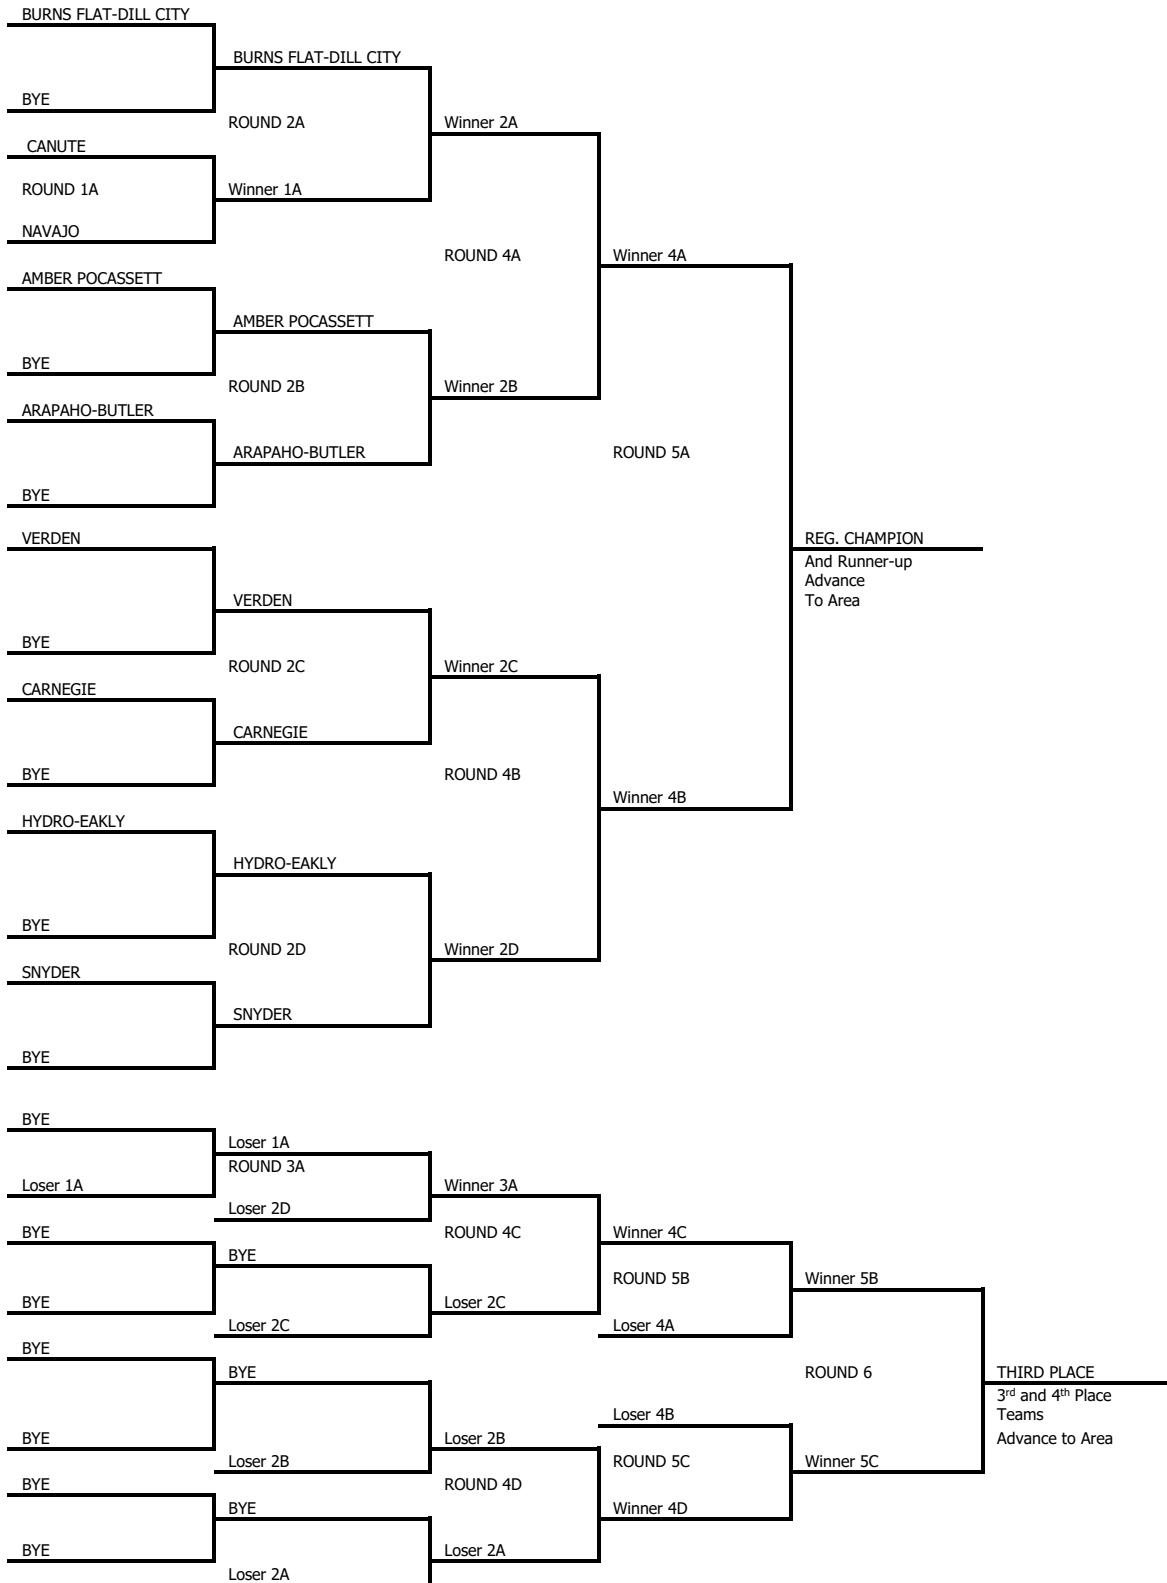 BURNS FLAT-DILL CITY
BURNS FLAT-DILL CITY
BYE
ROUND 2A
Winner 2A
CANUTE
ROUND 1A
Winner 1A
NAVAJO
ROUND 4A
Winner 4A
AMBER POCASSETT
AMBER POCASSETT
BYE
ROUND 2B
Winner 2B
ARAPAHO-BUTLER
ARAPAHO-BUTLER
ROUND 5A
BYE
VERDEN
REG. CHAMPION
And Runner-up
Advance
To Area
VERDEN
BYE
ROUND 2C
Winner 2C
CARNEGIE
CARNEGIE
BYE
ROUND 4B
Winner 4B
HYDRO-EAKLY
HYDRO-EAKLY
BYE
ROUND 2D
Winner 2D
SNYDER
SNYDER
BYE
BYE
Loser 1A
ROUND 3A
Loser 1A
Winner 3A
Loser 2D
BYE
ROUND 4C
Winner 4C
BYE
ROUND 5B
Winner 5B
BYE
Loser 2C
Loser 2C
Loser 4A
BYE
BYE
ROUND 6
THIRD PLACE
3rd and 4th Place
Teams
Advance to Area
Loser 4B
BYE
Loser 2B
Loser 2B
ROUND 5C
Winner 5C
BYE
ROUND 4D
BYE
Winner 4D
BYE
Loser 2A
Loser 2A